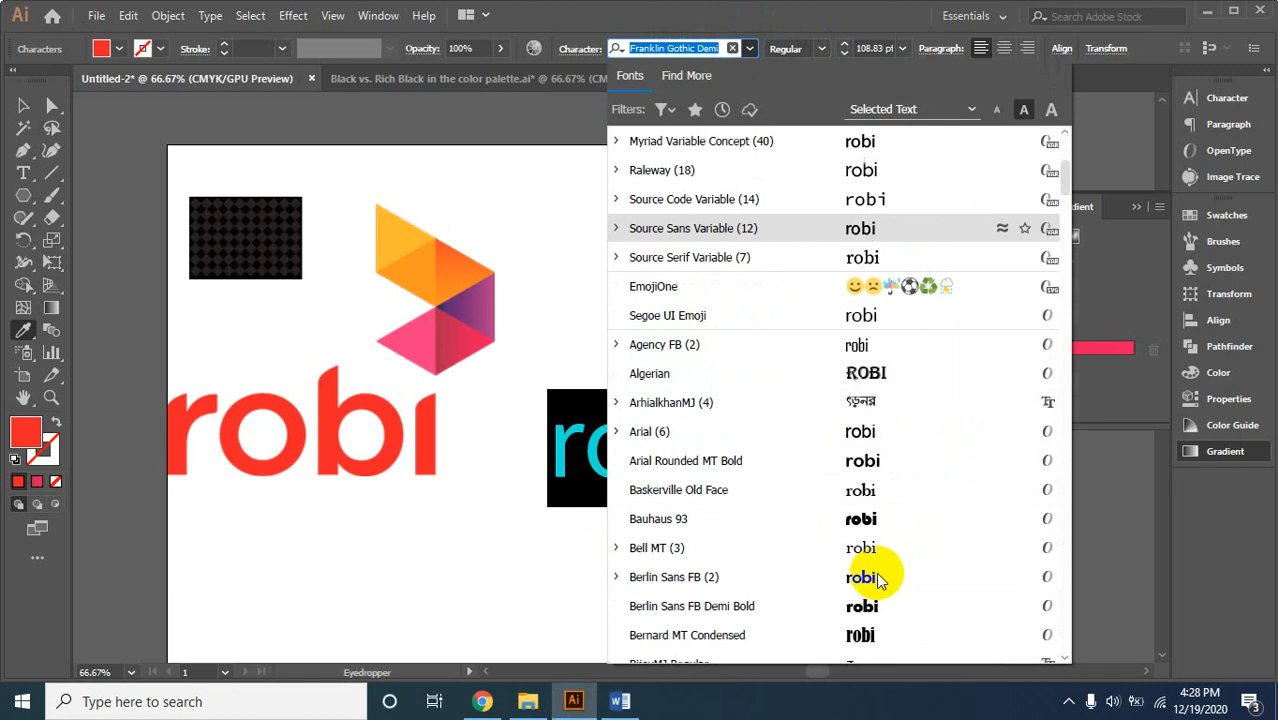 Ai File Edit Object Type Select Effect View Window Help Essentials Search Adobe Stock
Characters Stroke: Opacity: 100% Character: Franklin Gothic Demi Regular 108.83 pt Paragraph: Align Transform
Untitled-2* @ 66.67% (CMYK/GPU Preview) × Black vs. Rich Black in the color palette.ai* @ 66.67% (CM
Fonts Find More
Filters: Selected Text A A A
Myriad Variable Concept (40) robi
Raleway (18) robi
Source Code Variable (14) robi
Source Sans Variable (12) robi
Source Serif Variable (7) robi
EmojiOne
Segoe UI Emoji robi
Agency FB (2) robi
Algerian ROBI
ArhialkhanMJ (4)
Arial (6) robi
Arial Rounded MT Bold robi
Baskerville Old Face robi
Bauhaus 93 robi
Bell MT (3) robi
Berlin Sans FB (2) robi
Berlin Sans FB Demi Bold robi
Bernard MT Condensed robi
robi
ro
Character
Paragraph
OpenType
Image Trace
dient
Swatches
Brushes
Symbols
Transform
Align
Pathfinder
Color
Properties
Color Guide
Gradient
66.67% 1 Eyedropper
Type here to search
4:28 PM
12/19/2020
3